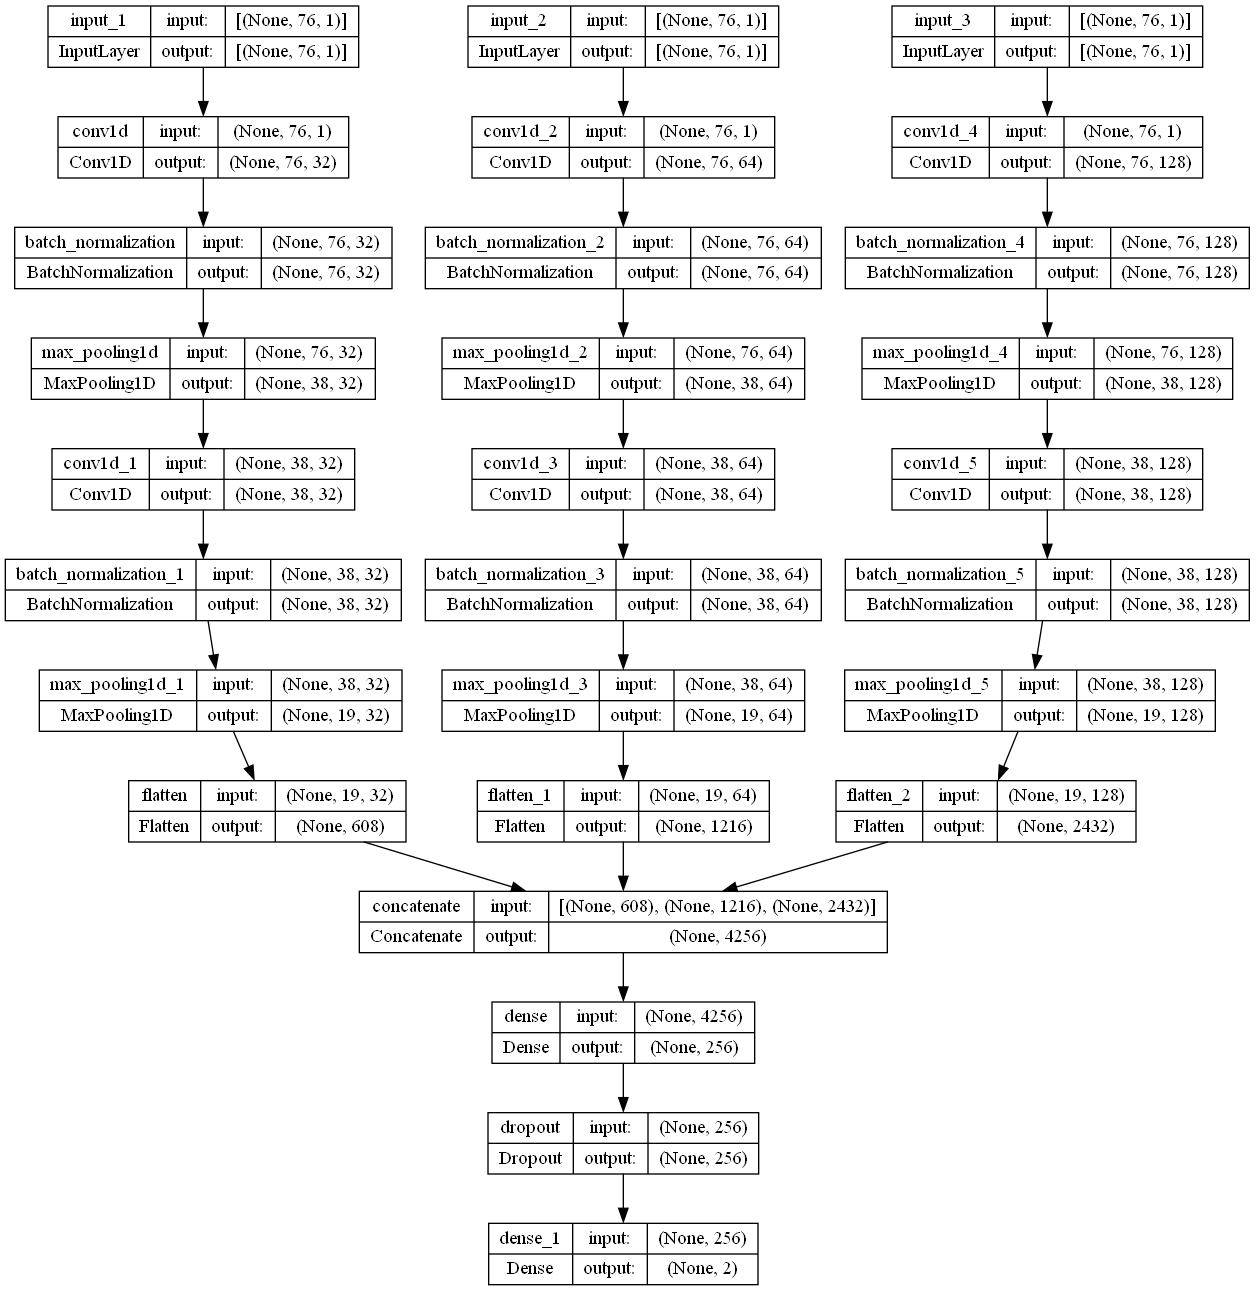 input_1 input: [(None, 76, 1)]
InputLayer output: [(None, 76, 1)]
input_2 input: [(None, 76, 1)]
InputLayer output: [(None, 76, 1)]
input_3 input: [(None, 76, 1)]
InputLayer output: [(None, 76, 1)]
conv1d input: (None, 76, 1)
Conv1D output: (None, 76, 32)
conv1d_2 input: (None, 76, 1)
Conv1D output: (None, 76, 64)
conv1d_4 input: (None, 76, 1)
Conv1D output: (None, 76, 128)
batch_normalization input: (None, 76, 32)
BatchNormalization output: (None, 76, 32)
batch_normalization_2 input: (None, 76, 64)
BatchNormalization output: (None, 76, 64)
batch_normalization_4 input: (None, 76, 128)
BatchNormalization output: (None, 76, 128)
max_pooling1d input: (None, 76, 32)
MaxPooling1D output: (None, 38, 32)
max_pooling1d_2 input: (None, 76, 64)
MaxPooling1D output: (None, 38, 64)
max_pooling1d_4 input: (None, 76, 128)
MaxPooling1D output: (None, 38, 128)
conv1d_1 input: (None, 38, 32)
Conv1D output: (None, 38, 32)
conv1d_3 input: (None, 38, 64)
Conv1D output: (None, 38, 64)
conv1d_5 input: (None, 38, 128)
Conv1D output: (None, 38, 128)
batch_normalization_1 input: (None, 38, 32)
BatchNormalization output: (None, 38, 32)
batch_normalization_3 input: (None, 38, 64)
BatchNormalization output: (None, 38, 64)
batch_normalization_5 input: (None, 38, 128)
BatchNormalization output: (None, 38, 128)
max_pooling1d_1 input: (None, 38, 32)
MaxPooling1D output: (None, 19, 32)
max_pooling1d_3 input: (None, 38, 64)
MaxPooling1D output: (None, 19, 64)
max_pooling1d_5 input: (None, 38, 128)
MaxPooling1D output: (None, 19, 128)
flatten input: (None, 19, 32)
Flatten output: (None, 608)
flatten_1 input: (None, 19, 64)
Flatten output: (None, 1216)
flatten_2 input: (None, 19, 128)
Flatten output: (None, 2432)
concatenate input: [(None, 608), (None, 1216), (None, 2432)]
Concatenate output: (None, 4256)
dense input: (None, 4256)
Dense output: (None, 256)
dropout input: (None, 256)
Dropout output: (None, 256)
dense_1 input: (None, 256)
Dense output: (None, 2)